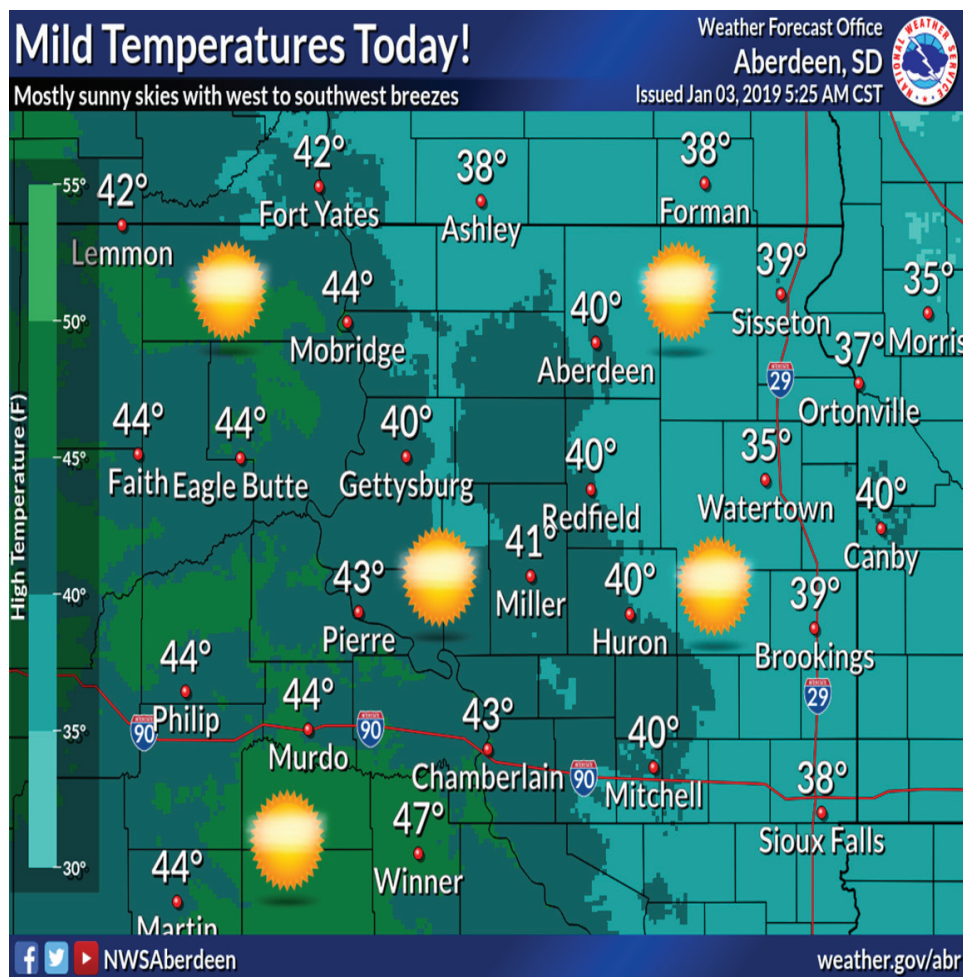 Mild Temperatures Today!
Mostly sunny skies with west to southwest breezes
Weather Forecast Office
Aberdeen, SD
Issued Jan 03, 2019 5:25 AM CST
NATIONAL WEATHER SERVICE
High Temperature (F)
55°
50°
45°
40°
35°
30°
42°
Lemmon
42°
Fort Yates
38°
Ashley
38°
Forman
44°
Mobridge
40°
Aberdeen
39°
Sisseton
35°
Morris
37°
Ortonville
29
44°
Faith
44°
Eagle Butte
40°
Gettysburg
40°
Redfield
35°
Watertown
40°
Canby
43°
Pierre
41°
Miller
40°
Huron
39°
Brookings
29
44°
Philip
90
44°
Murdo
90
43°
Chamberlain
90
40°
Mitchell
38°
Sioux Falls
47°
Winner
44°
Martin
NWSAberdeen
weather.gov/abr